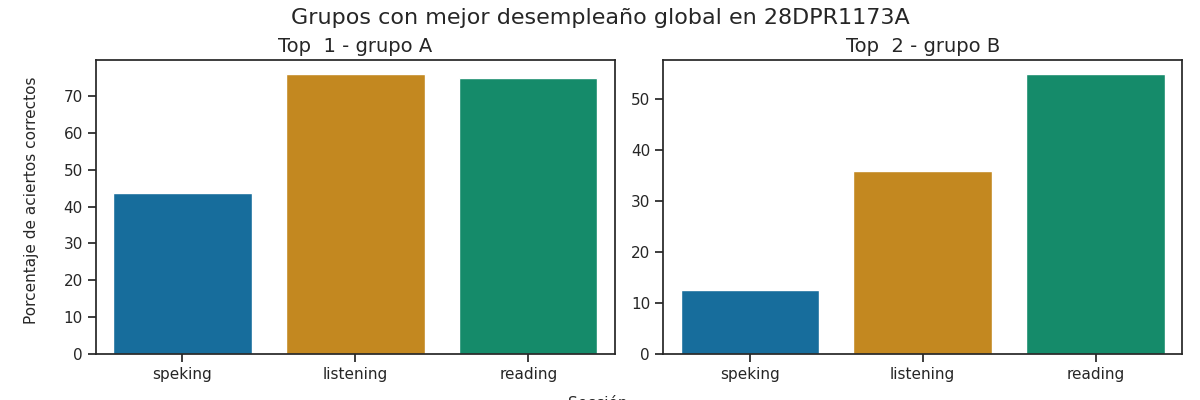 Grupos con mejor desempleaño global en 28DPR1173A
Top  1 - grupo A
Top  2 - grupo B
Porcentaje de aciertos correctos
70
60
50
40
30
20
10
0
speking
listening
reading
50
40
30
20
10
0
speking
listening
reading
Sección